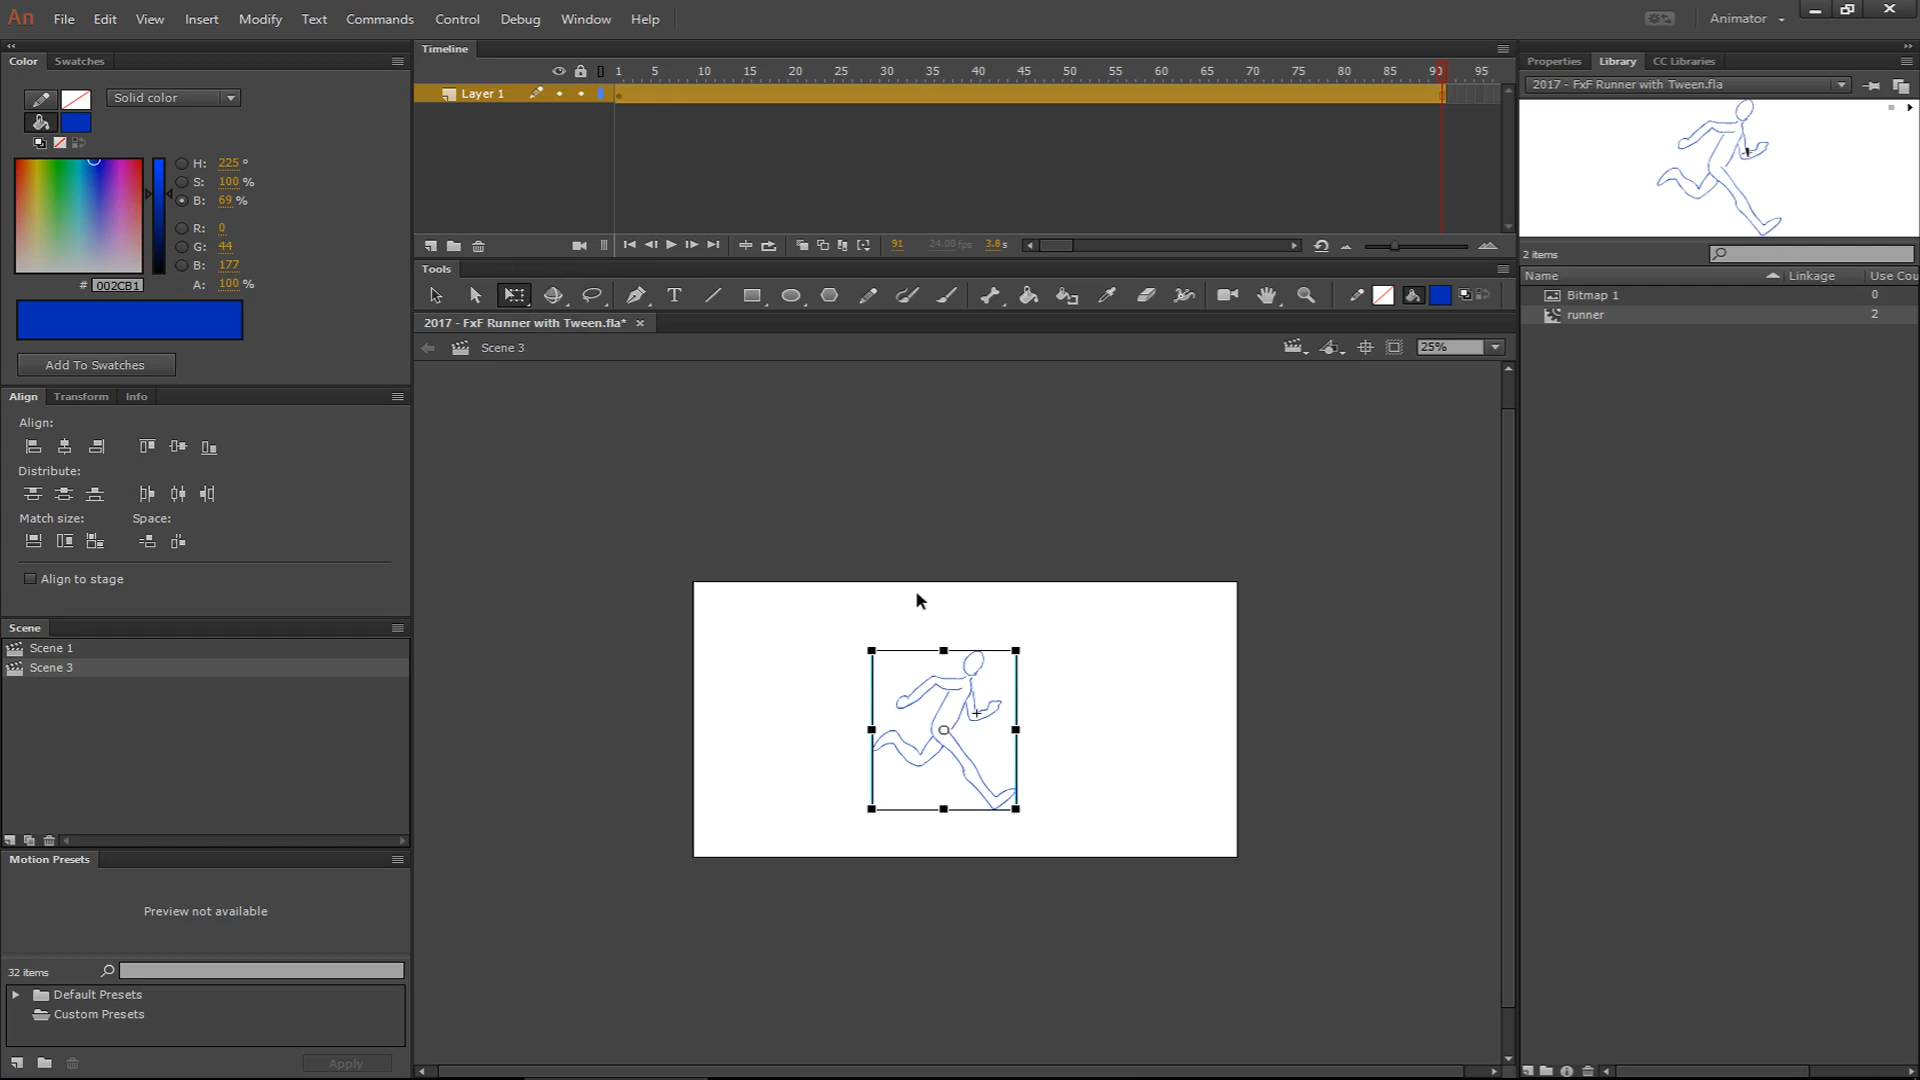 An File Edit View Insert Modify Text Commands Control Debug Window Help Animator
Color Swatches
Solid color
H: 225 °
S: 100 %
B: 69 %
R: 0
G: 44
B: 177
# 002CB1
A: 100 %
Add To Swatches
Align Transform Info
Align:
Distribute:
Match size: Space:
Align to stage
Scene
Scene 1
Scene 3
Motion Presets
Preview not available
32 items
Default Presets
Custom Presets
Apply
Timeline
1 5 10 15 20 25 30 35 40 45 50 55 60 65 70 75 80 85 90 95
Layer 1
91 24.00 fps 3.8 s
Tools
T
2017 - FxF Runner with Tween.fla*
Scene 3
25%
Properties Library CC Libraries
2017 - FxF Runner with Tween.fla
2 items
Name Linkage Use Cou
Bitmap 1 0
runner 2